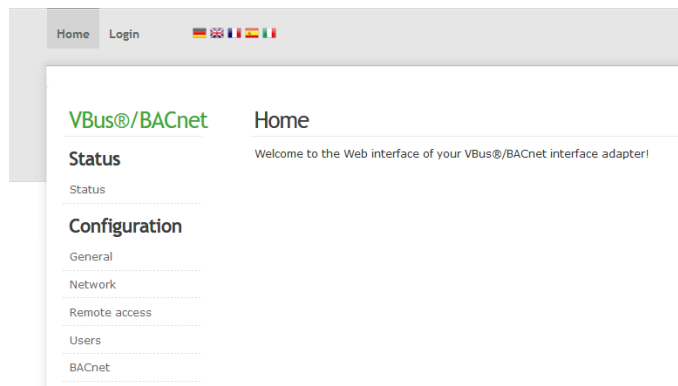 Home Login
VBus®/BACnet
Home
Status
Welcome to the Web interface of your VBus®/BACnet interface adapter!
Status
Configuration
General
Network
Remote access
Users
BACnet